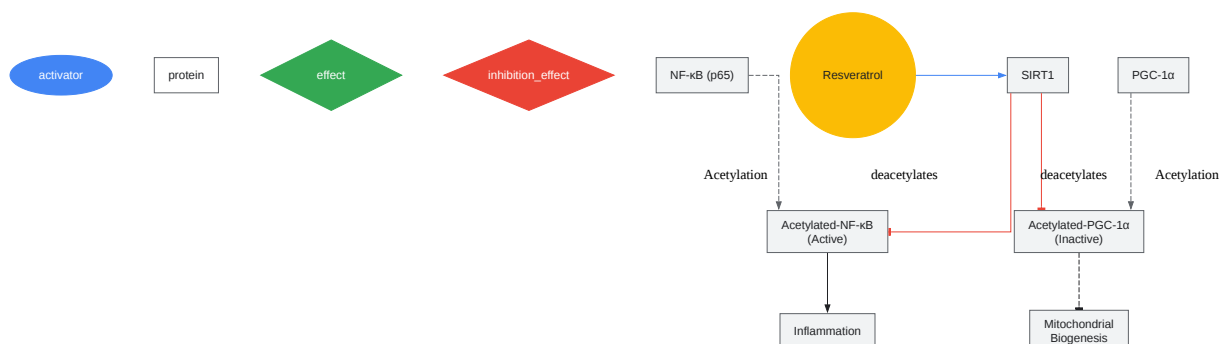 activator
protein
effect
inhibition_effect
NF-κB (p65)
Resveratrol
SIRT1
PGC-1α
Acetylation
deacetylates
deacetylates
Acetylation
Acetylated-NF-κB
(Active)
Acetylated-PGC-1α
(Inactive)
Inflammation
Mitochondrial
Biogenesis